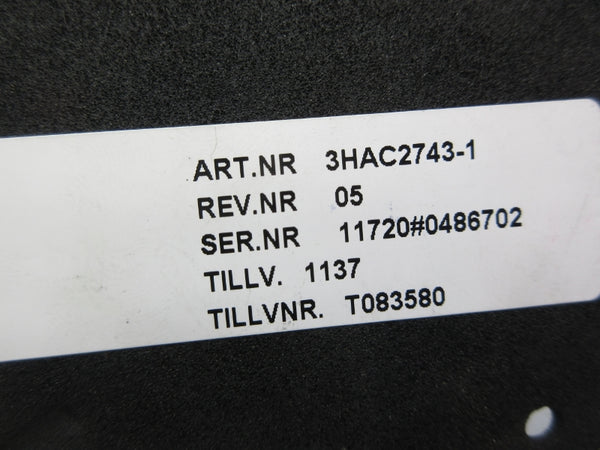 ART.NR 3HAC2743-1
REV.NR 05
SER.NR 11720#0486702
TILLV. 1137
TILLVNR. T083580